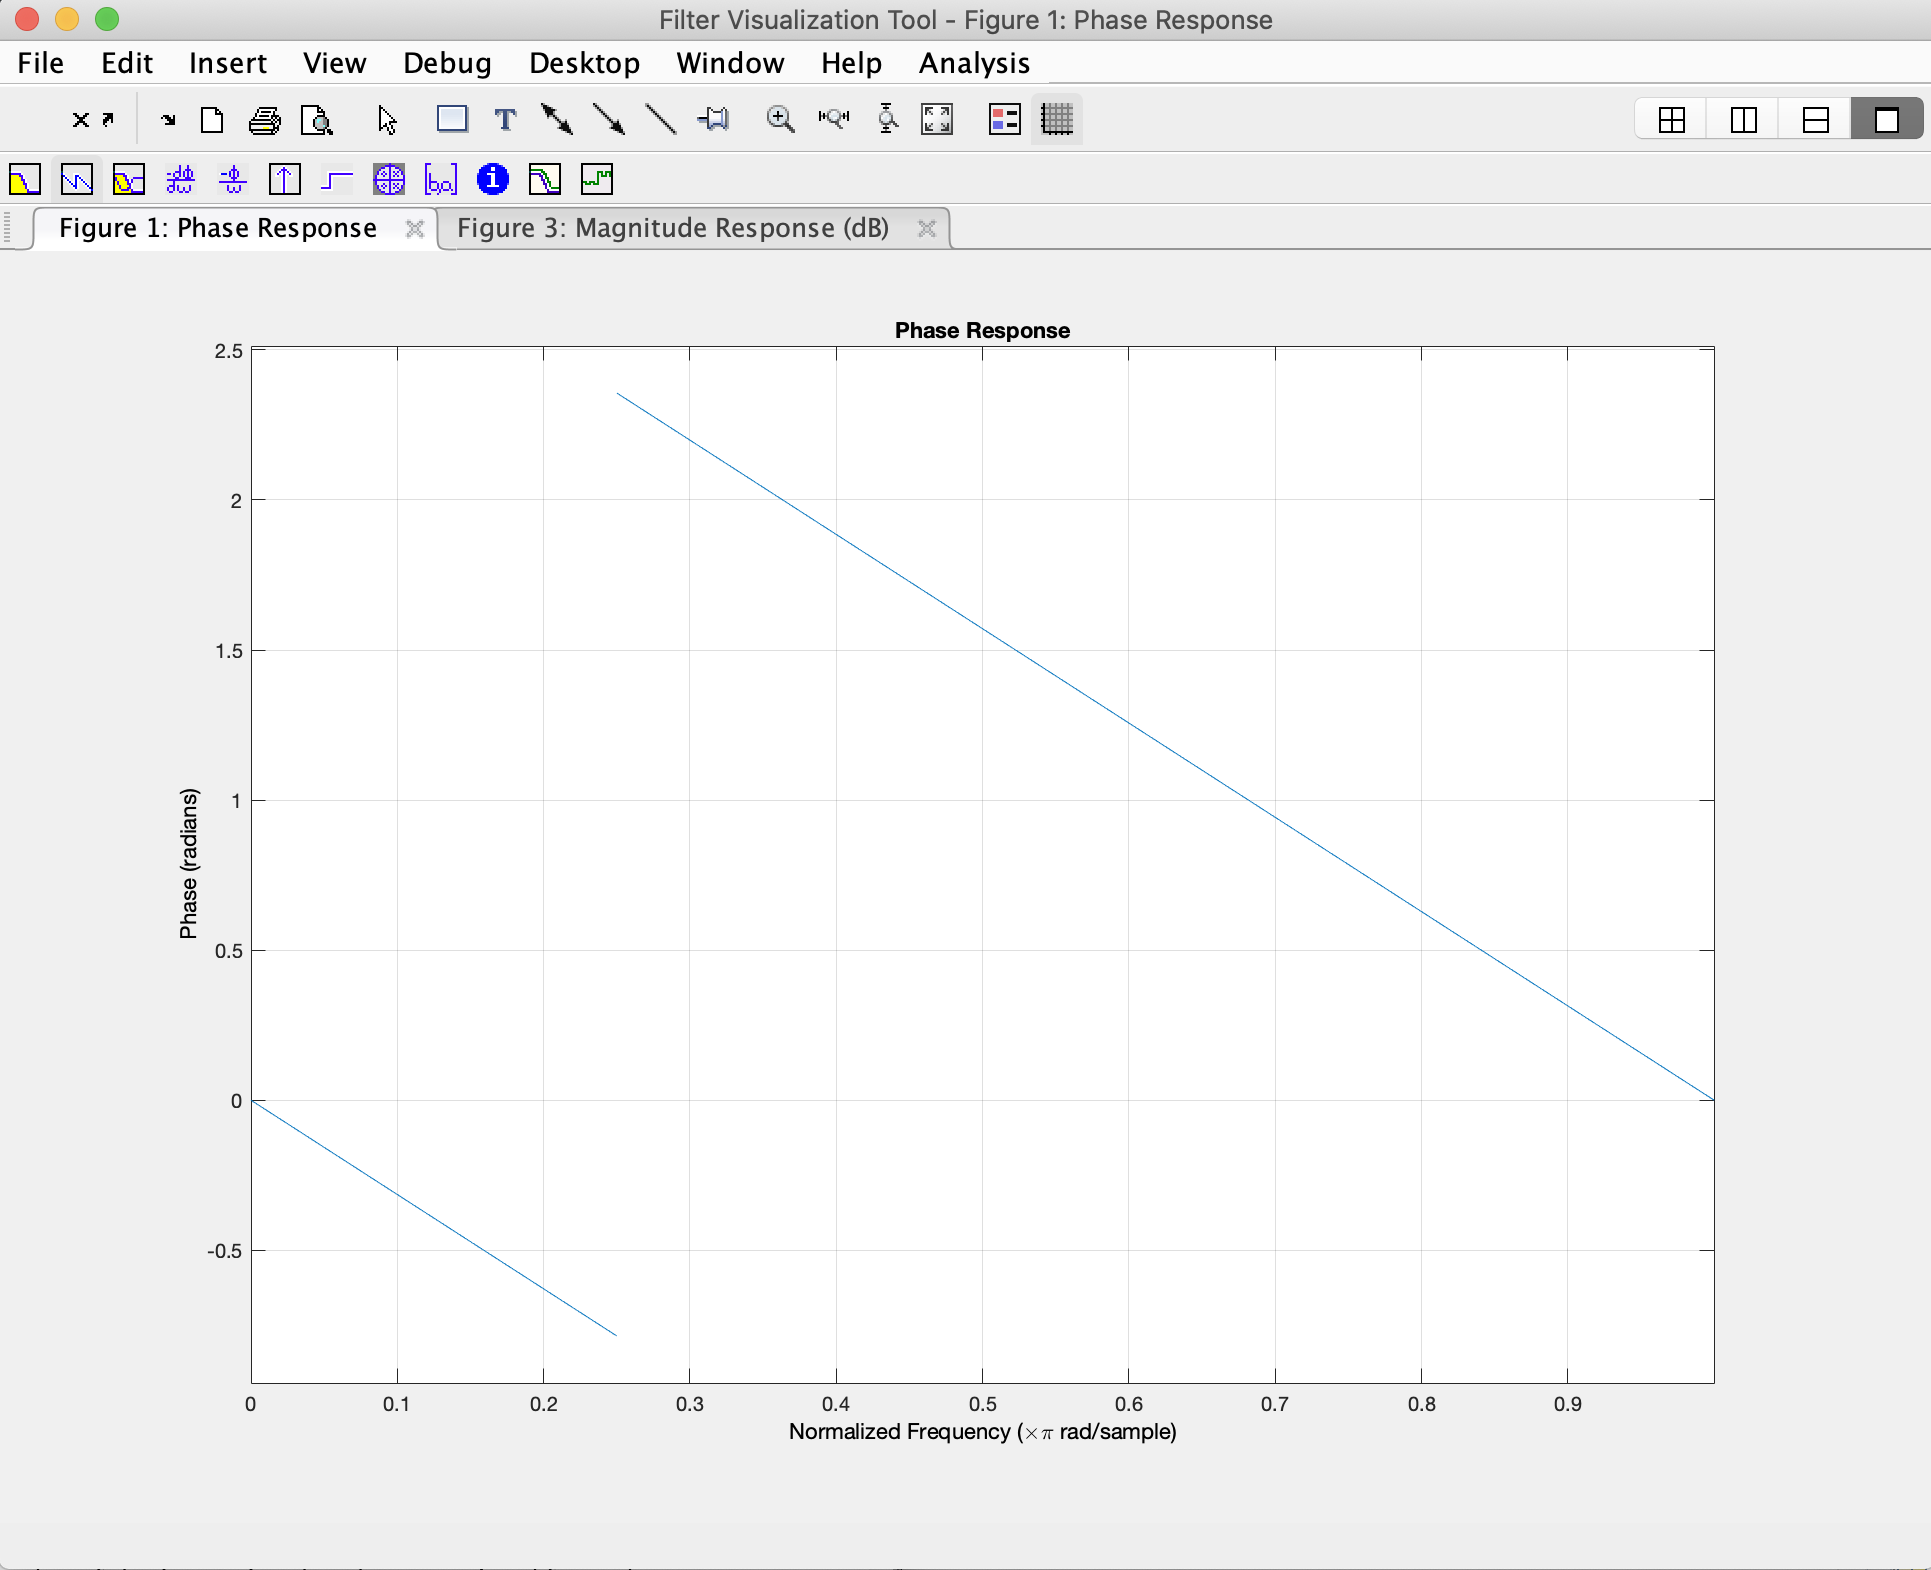 Filter Visualization Tool - Figure 1: Phase Response
File Edit Insert View Debug Desktop Window Help Analysis
Figure 1: Phase Response Figure 3: Magnitude Response (dB)
Phase Response
2.5
2
1.5
1
0.5
0
-0.5
Phase (radians)
0 0.1 0.2 0.3 0.4 0.5 0.6 0.7 0.8 0.9
Normalized Frequency (×π rad/sample)